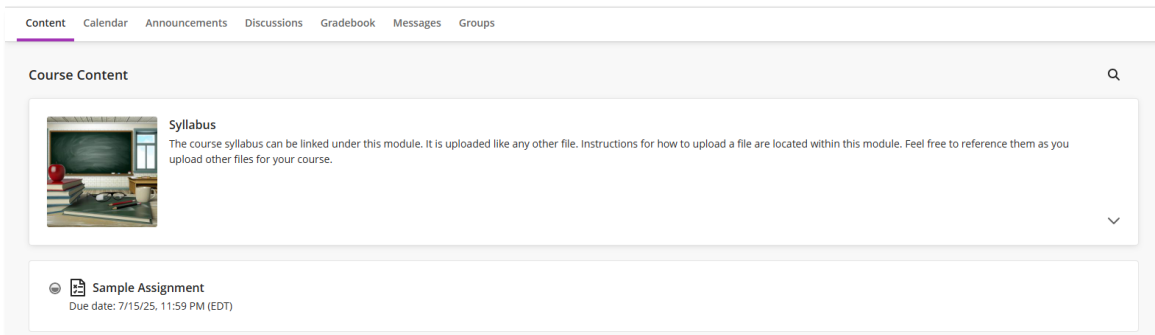 Content Calendar Announcements Discussions Gradebook Messages Groups
Course Content
Syllabus
The course syllabus can be linked under this module. It is uploaded like any other file. Instructions for how to upload a file are located within this module. Feel free to reference them as you
upload other files for your course.
Sample Assignment
Due date: 7/15/25, 11:59 PM (EDT)